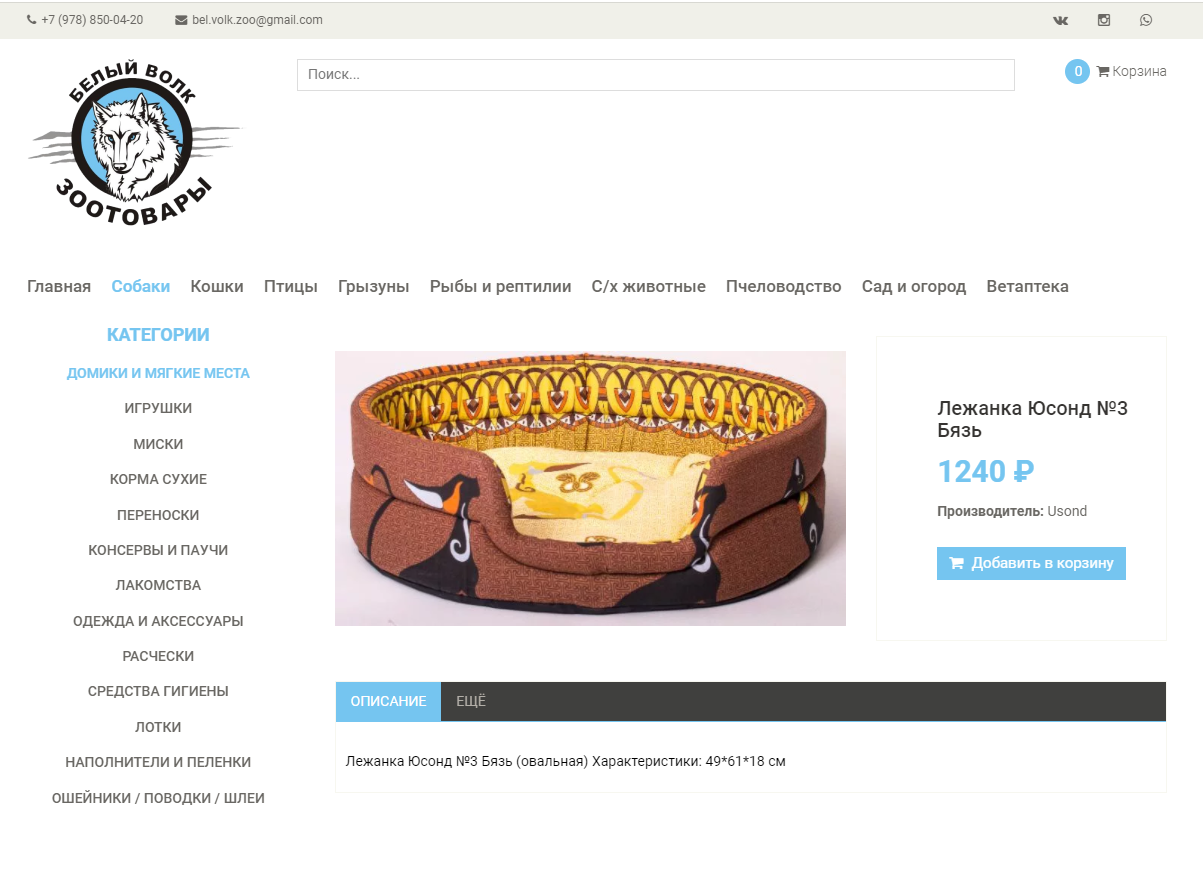 +7 (978) 850-04-20
bel.volk.zoo@gmail.com
БЕЛЫЙ ВОЛК
ЗООТОВАРЫ
Поиск...
0 Корзина
Главная Собаки Кошки Птицы Грызуны Рыбы и рептилии С/х животные Пчеловодство Сад и огород Ветаптека
КАТЕГОРИИ
ДОМИКИ И МЯГКИЕ МЕСТА
ИГРУШКИ
МИСКИ
КОРМА СУХИЕ
ПЕРЕНОСКИ
КОНСЕРВЫ И ПАУЧИ
ЛАКОМСТВА
ОДЕЖДА И АКСЕССУАРЫ
РАСЧЕСКИ
СРЕДСТВА ГИГИЕНЫ
ЛОТКИ
НАПОЛНИТЕЛИ И ПЕЛЕНКИ
ОШЕЙНИКИ / ПОВОДКИ / ШЛЕИ
Лежанка Юсонд №3
Бязь
1240 ₽
Производитель: Usond
Добавить в корзину
ОПИСАНИЕ ЕЩЁ
Лежанка Юсонд №3 Бязь (овальная) Характеристики: 49*61*18 см